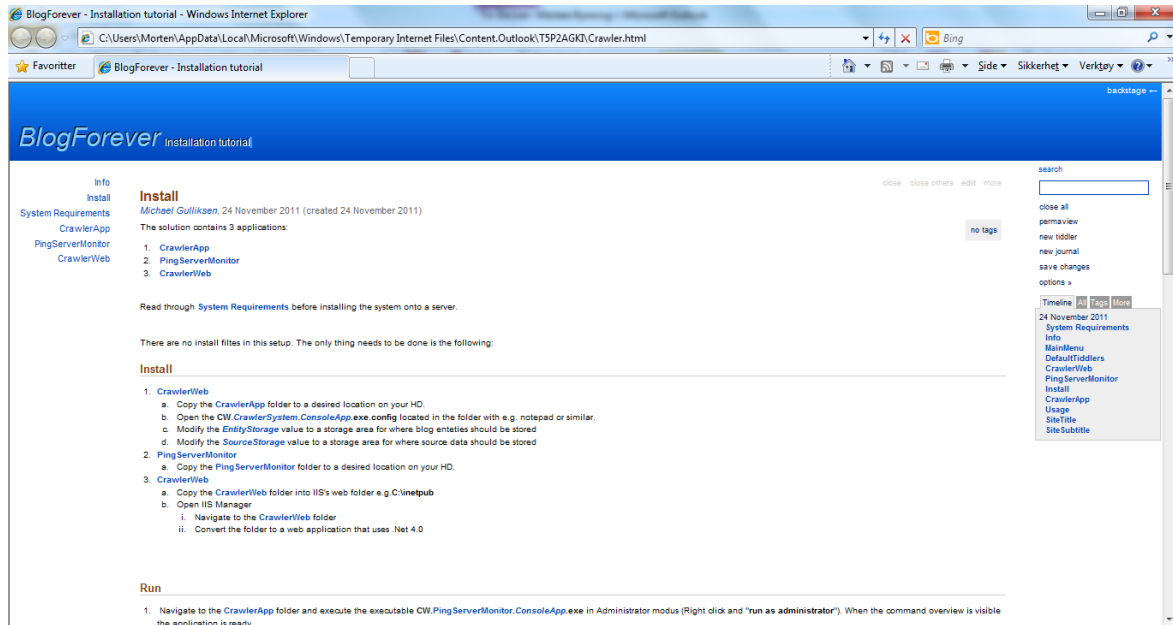 BlogForever - Installation tutorial - Windows Internet Explorer
C:\Users\Morten\AppData\Local\Microsoft\Windows\Temporary Internet Files\Content.Outlook\T5P2AGKI\Crawler.html
Bing
Favoritter
BlogForever - Installation tutorial
Side
Sikkerhet
Verktøy
backstage
BlogForever Installation tutorial
Info
Install
System Requirements
CrawlerApp
PingServerMonitor
CrawlerWeb
close close others edit more
Install
Michael Gulliksen, 24 November 2011 (created 24 November 2011)
no tags
The solution contains 3 applications:
1. CrawlerApp
2. PingServerMonitor
3. CrawlerWeb
Read through System Requirements before installing the system onto a server.
There are no install filtes in this setup. The only thing needs to be done is the following:
Install
1. CrawlerWeb
a. Copy the CrawlerApp folder to a desired location on your HD.
b. Open the CW.CrawlerSystem.ConsoleApp.exe.config located in the folder with e.g. notepad or similar.
c. Modify the EntityStorage value to a storage area for where blog enteties should be stored
d. Modify the SourceStorage value to a storage area for where source data should be stored
2. PingServerMonitor
a. Copy the PingServerMonitor folder to a desired location on your HD.
3. CrawlerWeb
a. Copy the CrawlerWeb folder into IIS's web folder e.g.C:\inetpub
b. Open IIS Manager
i. Navigate to the CrawlerWeb folder
ii. Convert the folder to a web application that uses .Net 4.0
Run
1. Navigate to the CrawlerApp folder and execute the executable CW.PingServerMonitor.ConsoleApp.exe in Administrator modus (Right click and "run as administrator"). When the command overview is visible
the application is ready
search
close all
permaview
new tiddler
new journal
save changes
options »
Timeline All Tags More
24 November 2011
System Requirements
Info
MainMenu
DefaultTiddlers
CrawlerWeb
PingServerMonitor
Install
CrawlerApp
Usage
SiteTitle
SiteSubtitle